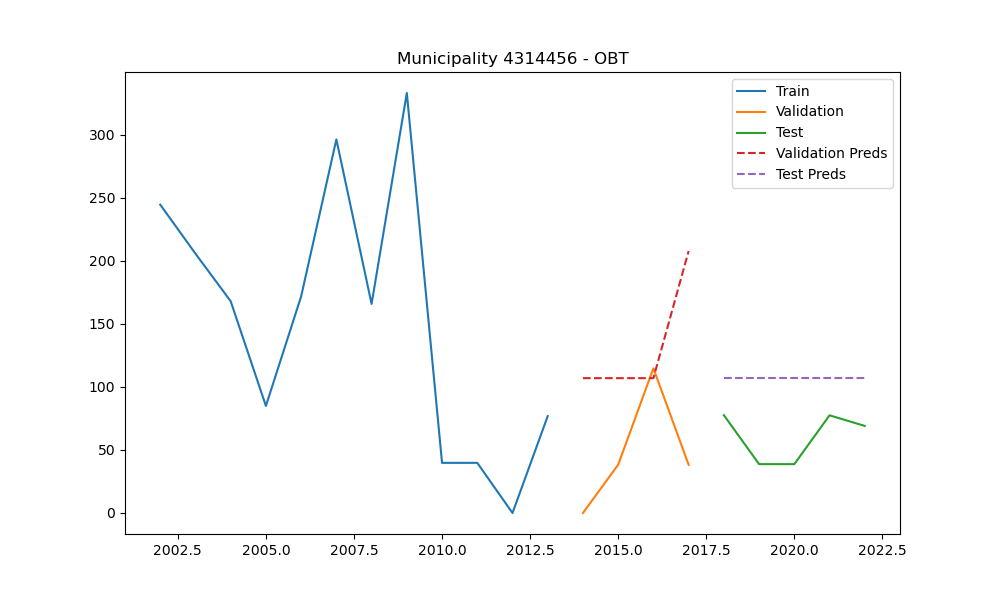 Municipality 4314456 - OBT
Train
Validation
Test
Validation Preds
Test Preds
300
250
200
150
100
50
0
2002.5 2005.0 2007.5 2010.0 2012.5 2015.0 2017.5 2020.0 2022.5